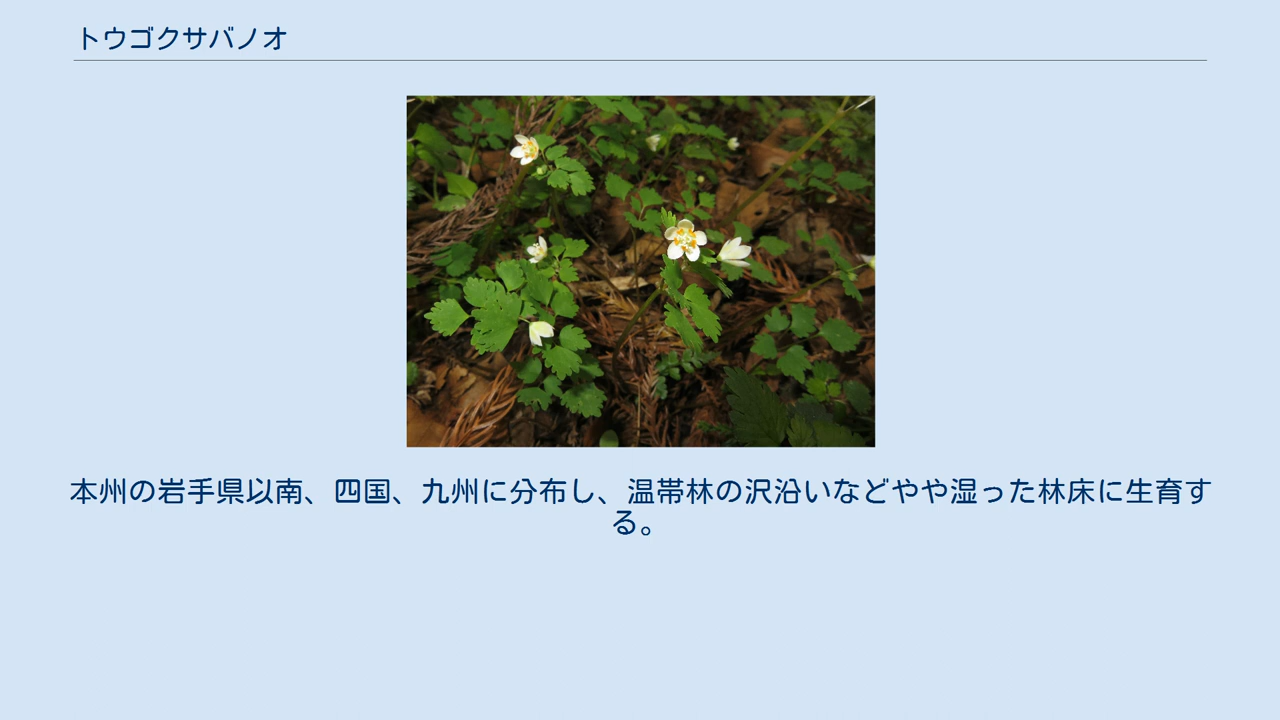 トウゴクサバノオ
本州の岩手県以南、四国、九州に分布し、温帯林の沢沿いなどやや湿った林床に生育す
る。